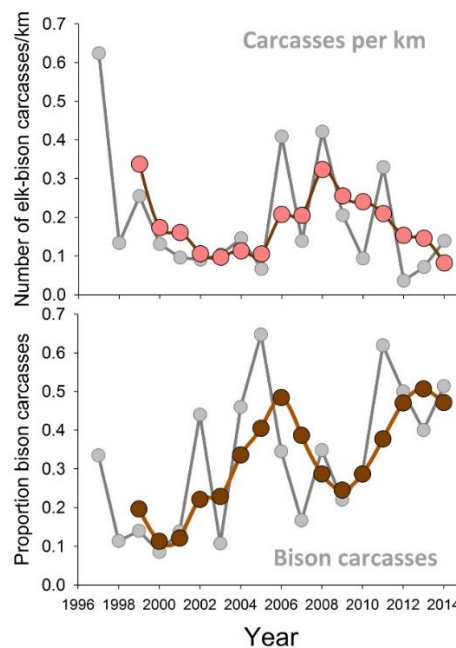 Carcasses per km
Number of elk-bison carcasses/km
0.7
0.6
0.5
0.4
0.3
0.2
0.1
0.0
Proportion bison carcasses
0.7
0.6
0.5
0.4
0.3
0.2
0.1
0.0
Bison carcasses
1996 1998 2000 2002 2004 2006 2008 2010 2012 2014
Year